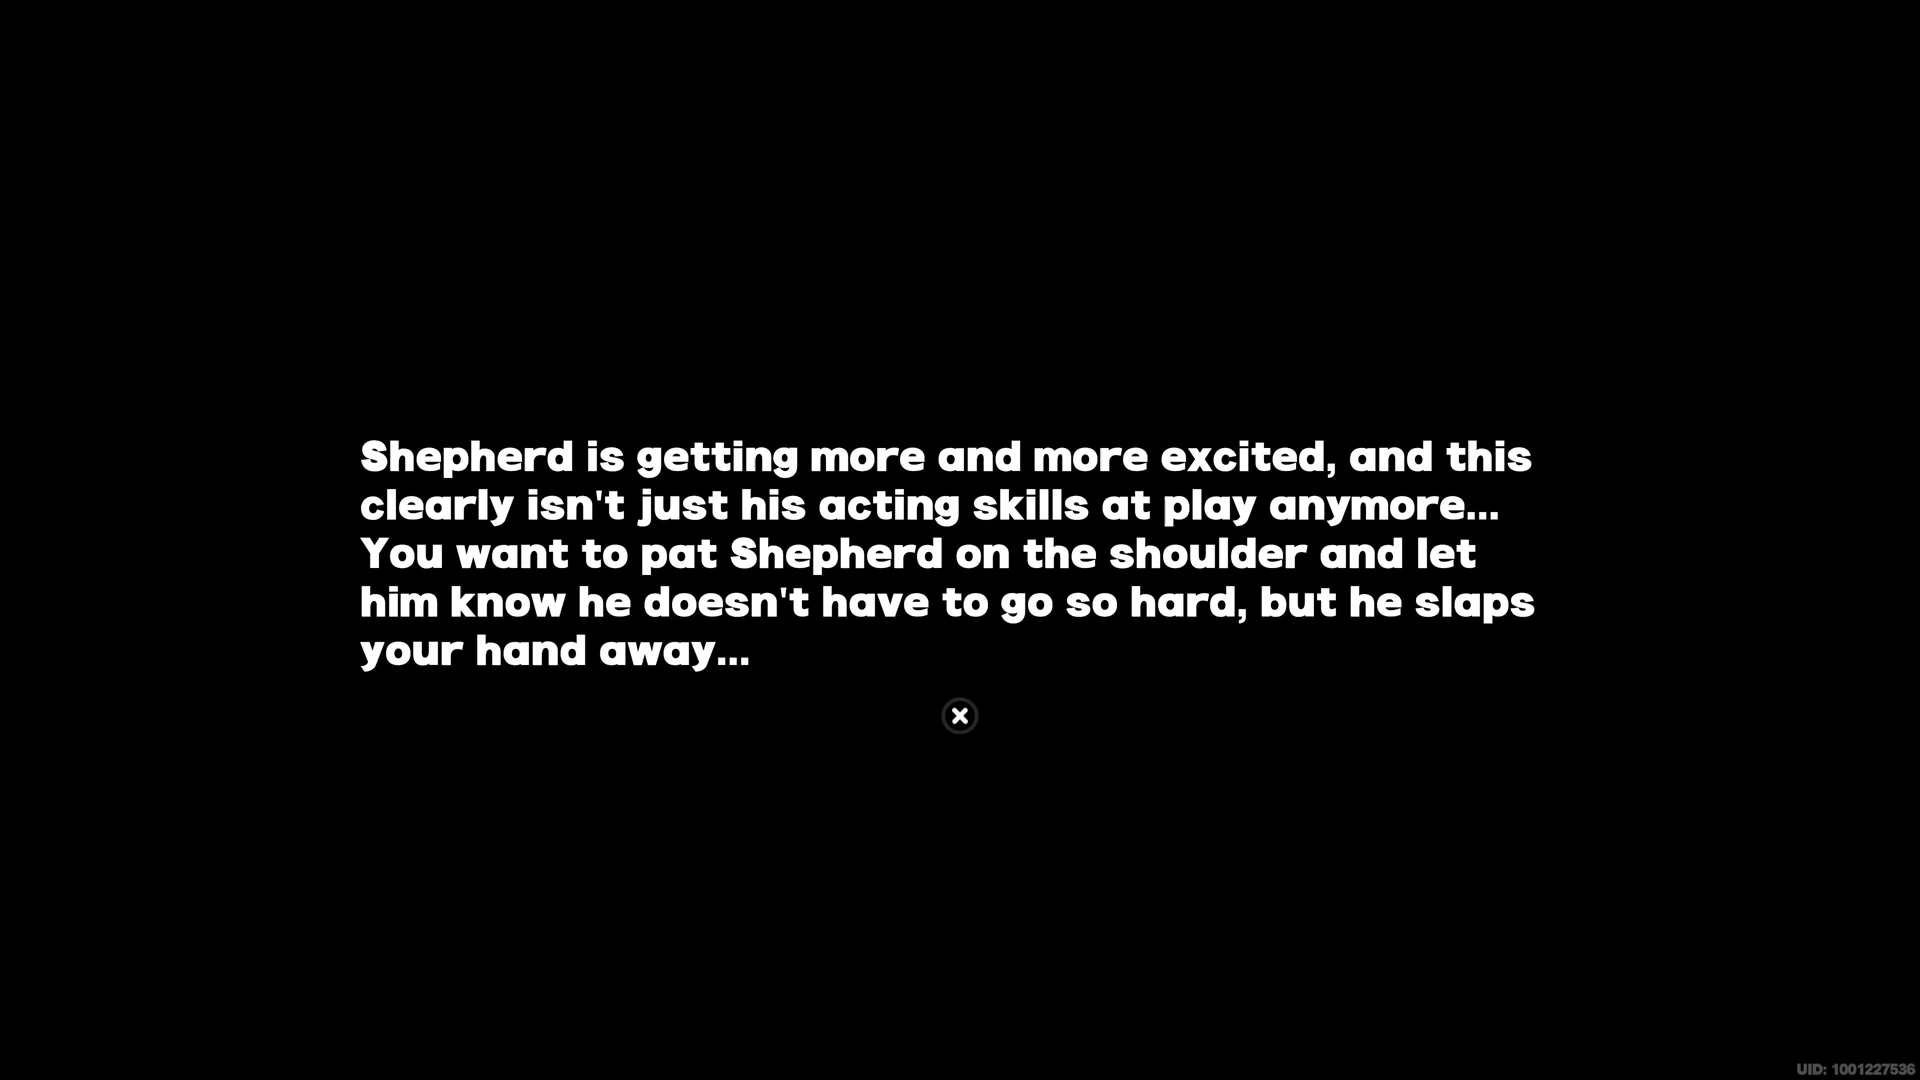 Shepherd is getting more and more excited, and this
clearly isn't just his acting skills at play anymore...
You want to pat Shepherd on the shoulder and let
him know he doesn't have to go so hard, but he slaps
your hand away...
UID: 1001227536